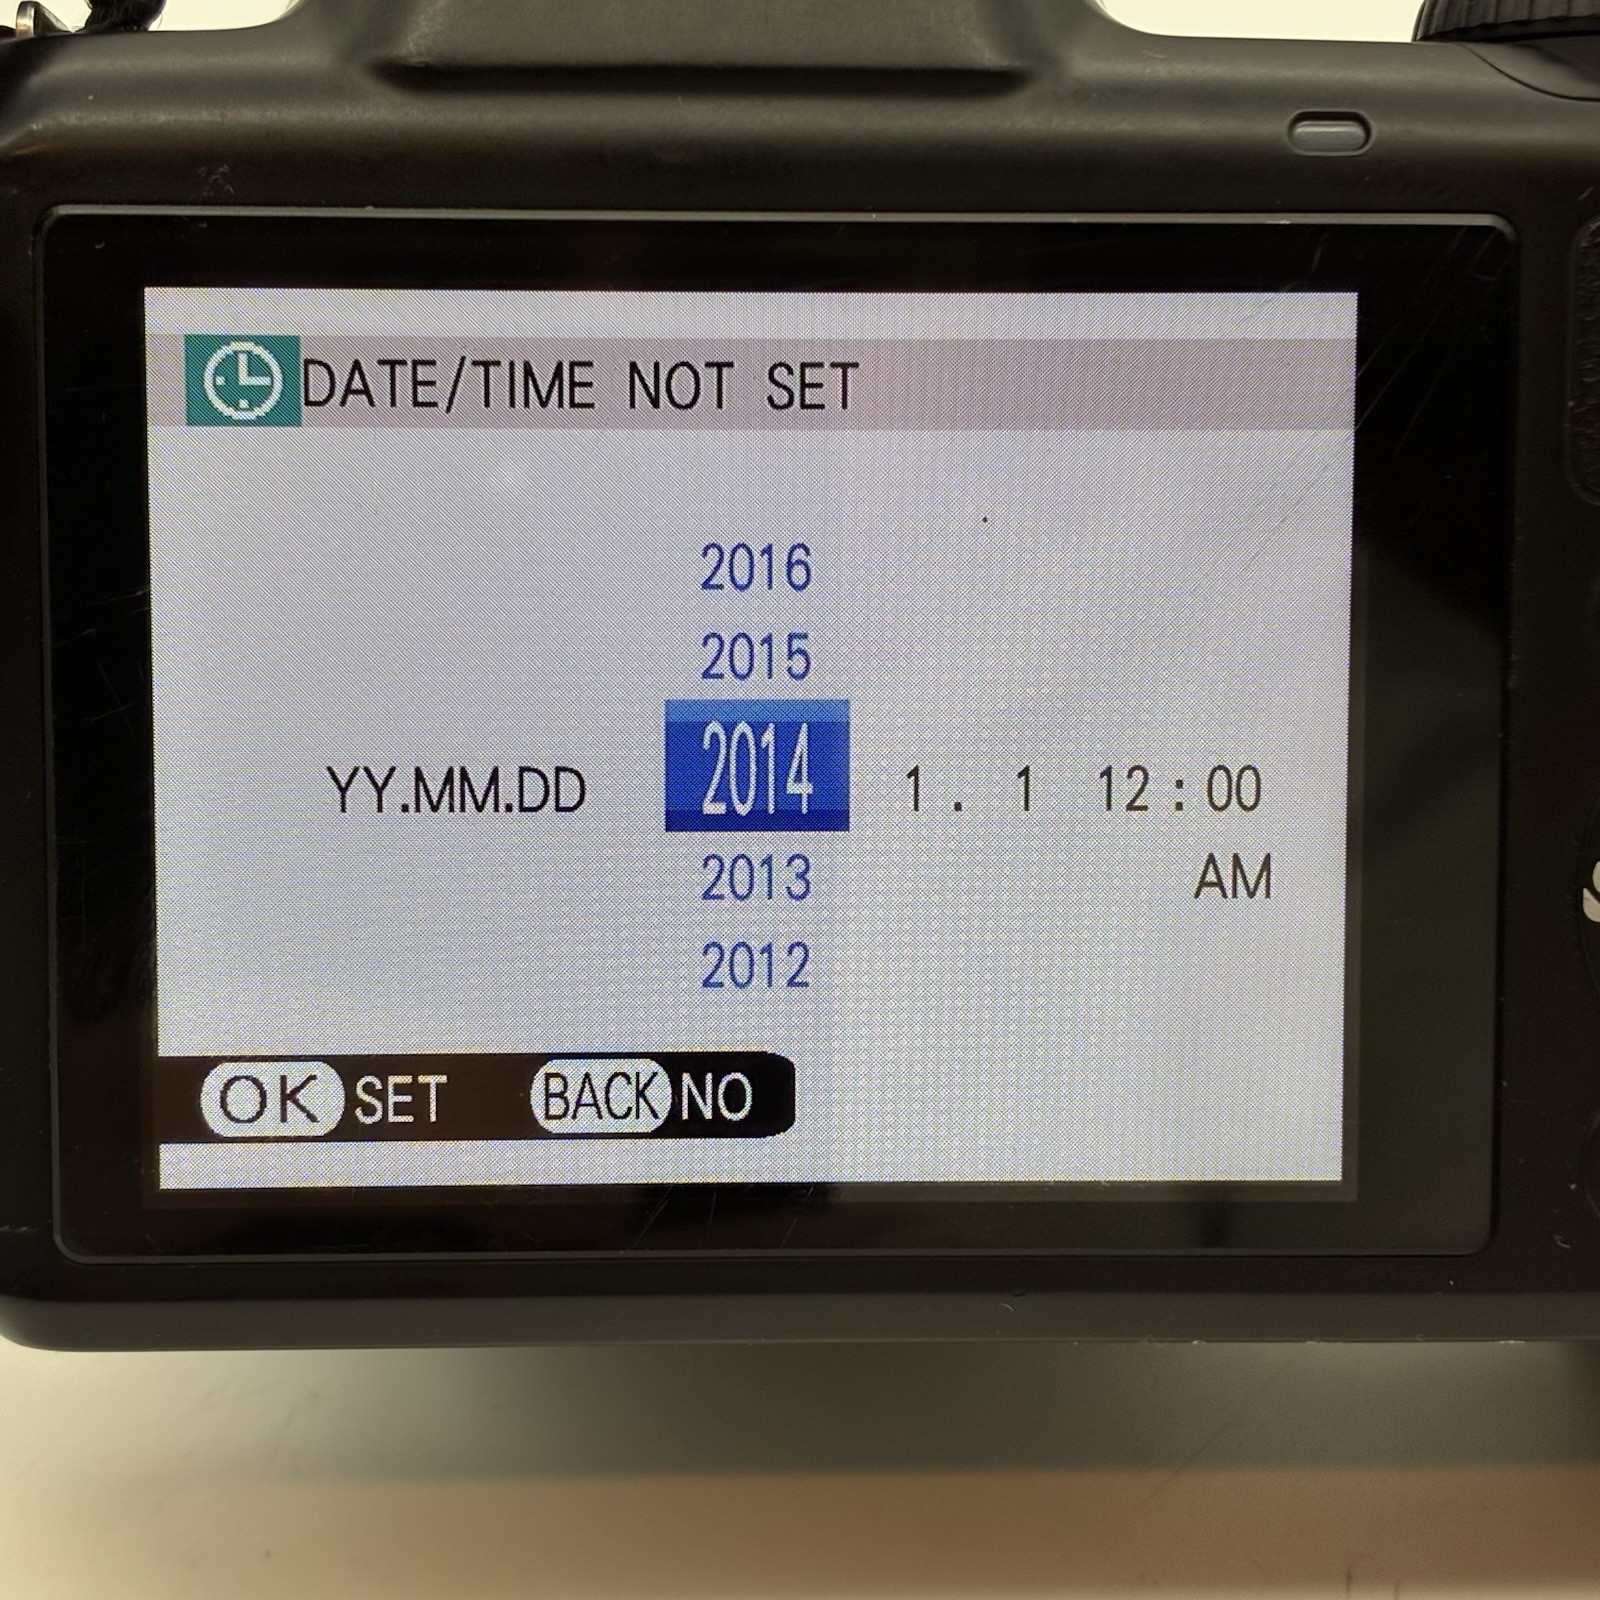 DATE/TIME NOT SET
2016
2015
YY.MM.DD 2014 1 . 1 12 : 00
2013 AM
2012
OK SET BACK NO